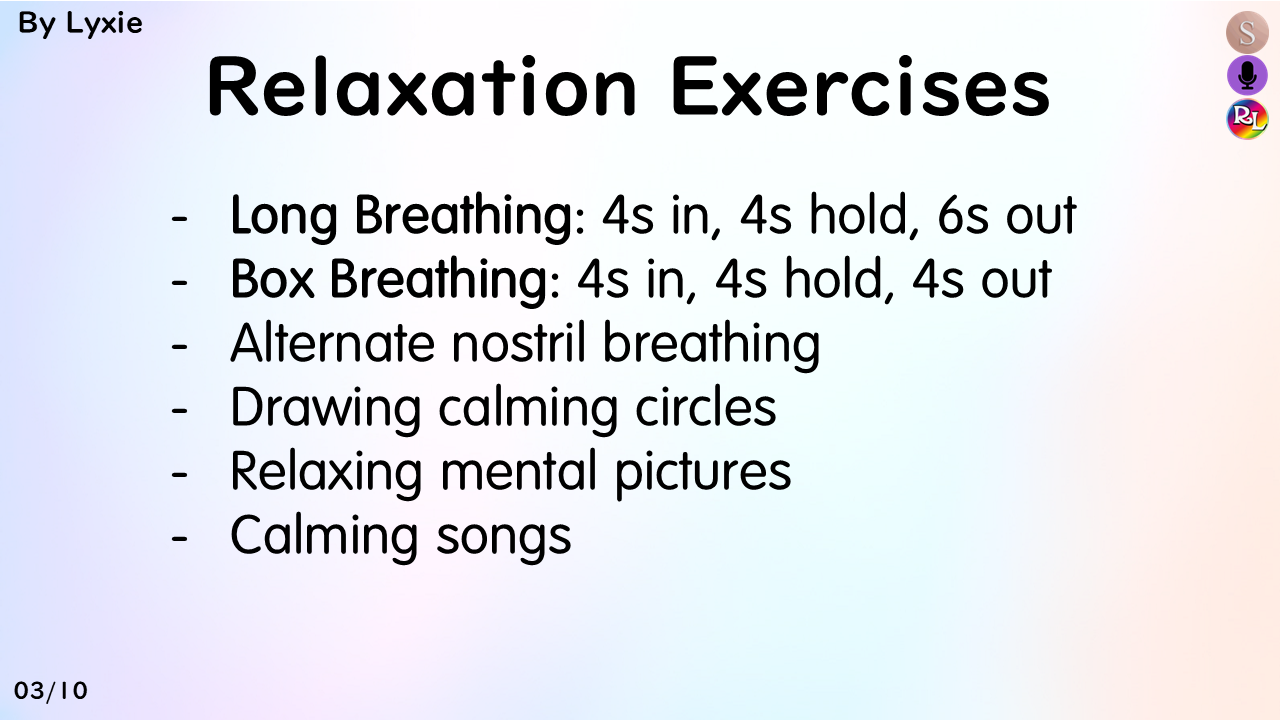 By Lyxie
S
Relaxation Exercises
RL
- Long Breathing: 4s in, 4s hold, 6s out
- Box Breathing: 4s in, 4s hold, 4s out
- Alternate nostril breathing
- Drawing calming circles
- Relaxing mental pictures
- Calming songs
03/10